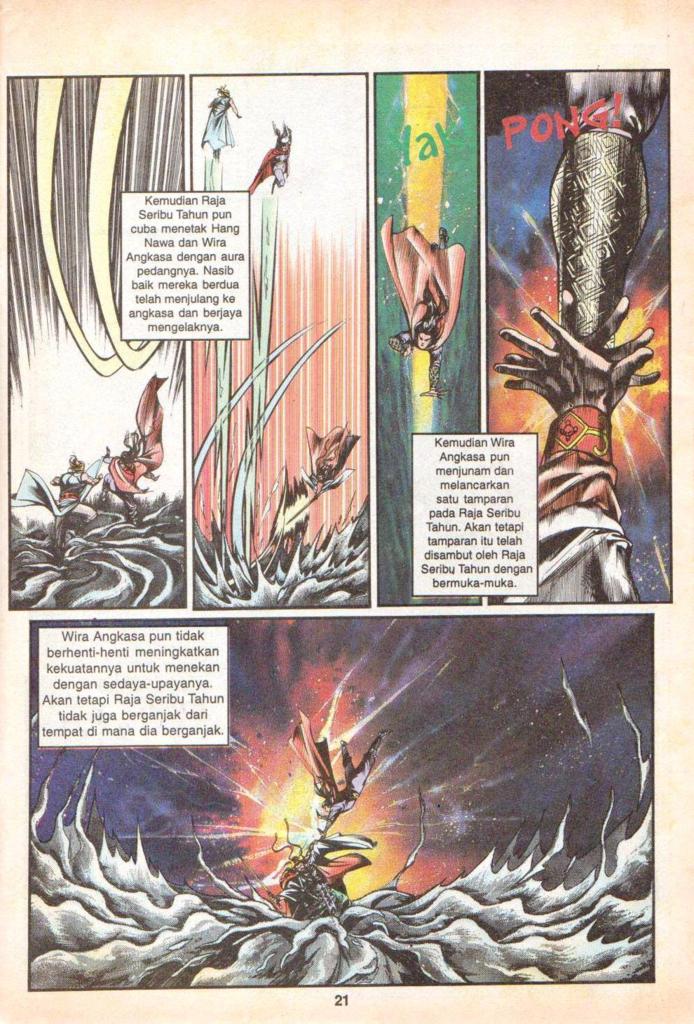 Kemudian Raja
Seribu Tahun pun
cuba menetak Hang
Nawa dan Wira
Angkasa dengan aura
pedangnya. Nasib
baik mereka berdua
telah menjulang ke
angkasa dan berjaya
mengelaknya.
Yak
PONG!
Kemudian Wira
Angkasa pun
menjunam dan
melancarkan
satu tamparan
pada Raja Seribu
Tahun. Akan tetapi
tamparan itu telah
disambut oleh Raja
Seribu Tahun dengan
bermuka-muka.
Wira Angkasa pun tidak
berhenti-henti meningkatkan
kekuatannya untuk menekan
dengan sedaya-upayanya.
Akan tetapi Raja Seribu Tahun
tidak juga berganjak dari
tempat di mana dia berganjak.
21